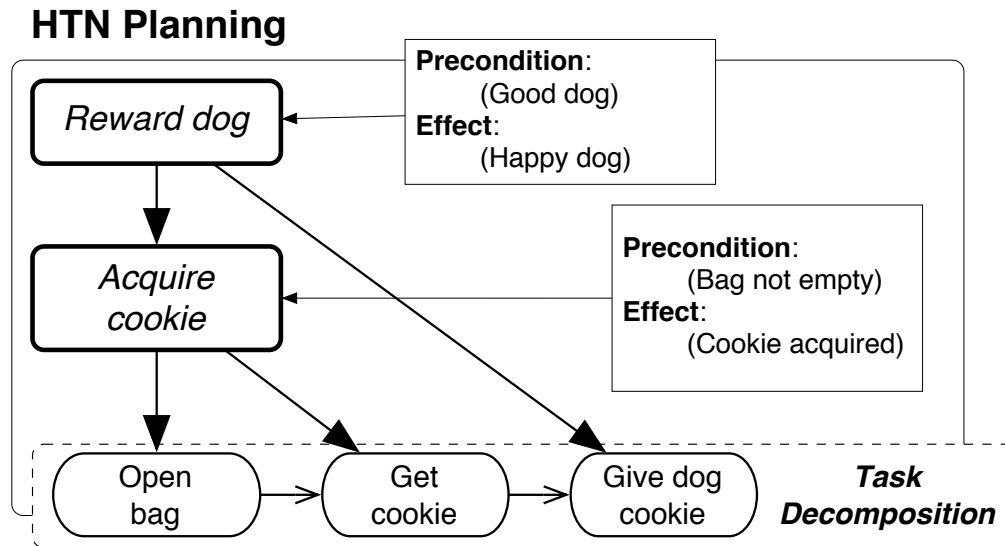 HTN Planning
Reward dog
Precondition:
(Good dog)
Effect:
(Happy dog)
Acquire
cookie
Precondition:
(Bag not empty)
Effect:
(Cookie acquired)
Open
bag
Get
cookie
Give dog
cookie
Task
Decomposition